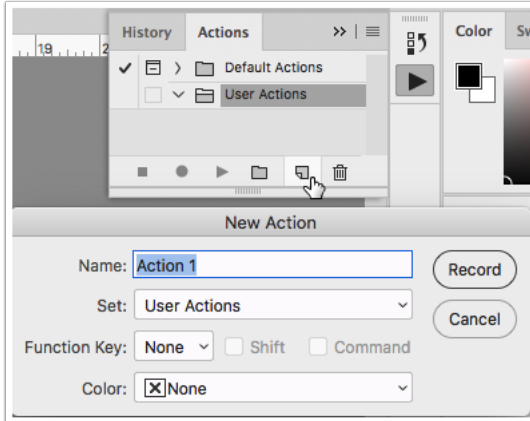 History Actions
Color Sw
19 2
Default Actions
User Actions
New Action
Name: Action 1
Record
Set: User Actions
Cancel
Function Key: None Shift Command
Color: None